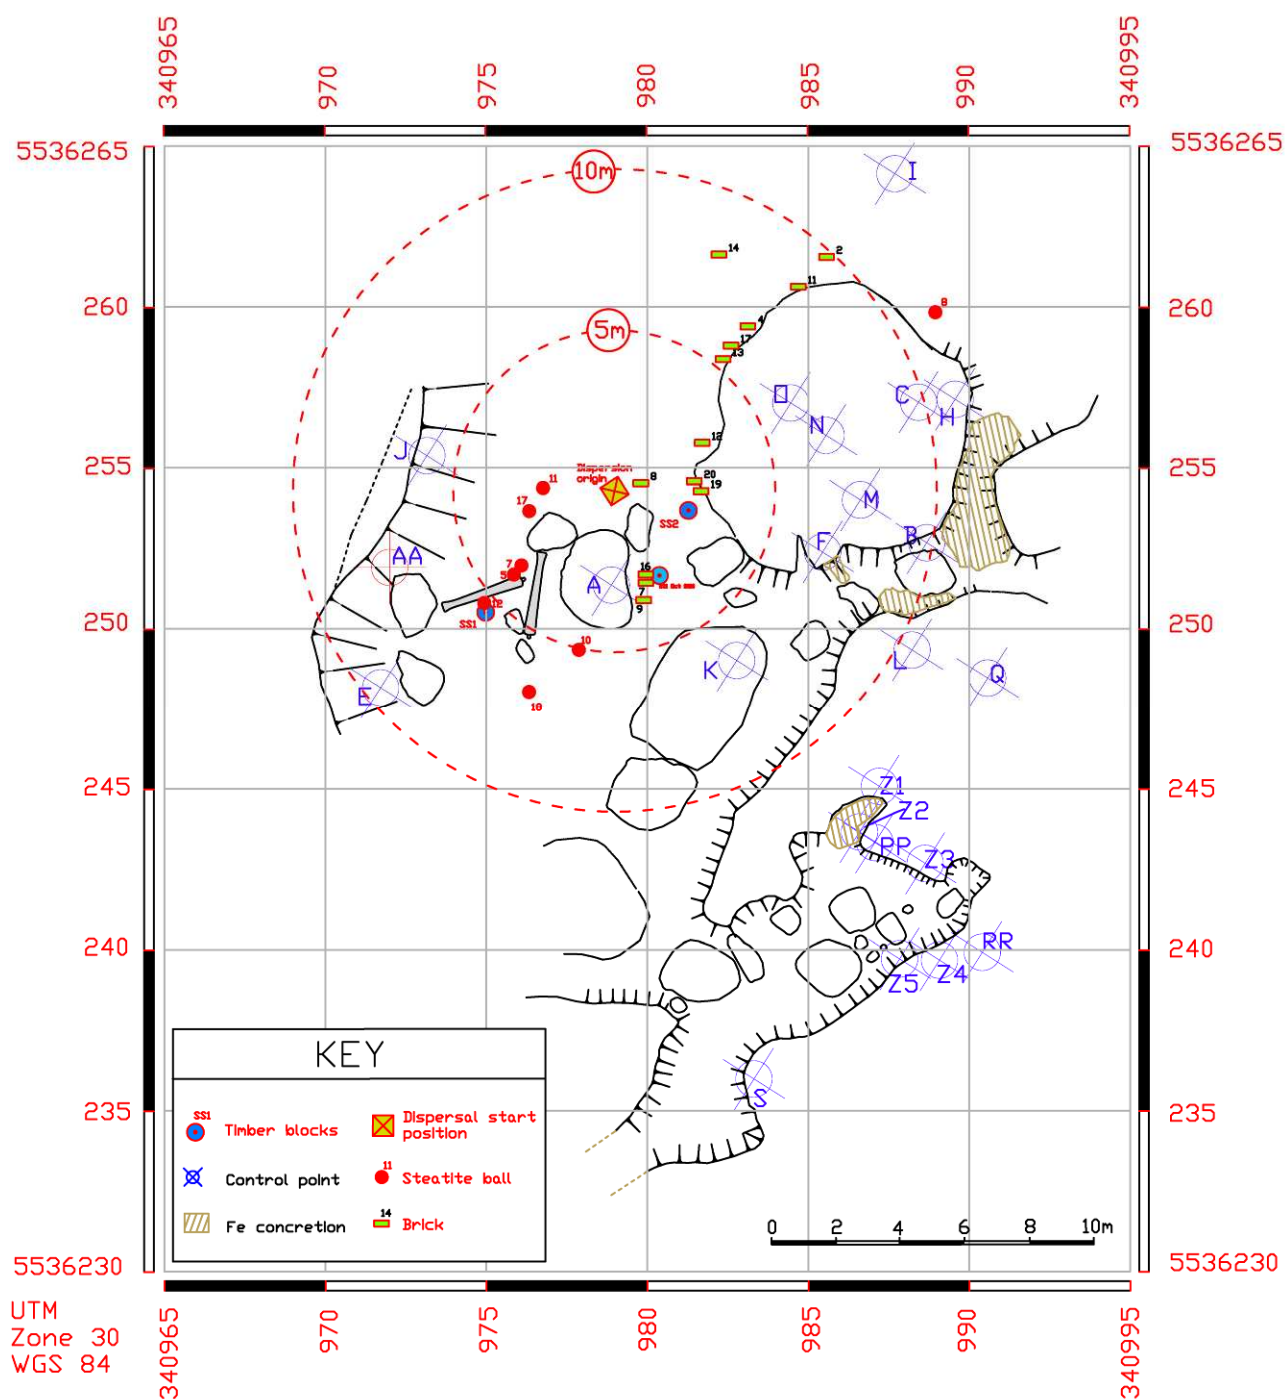 340965 970 975 980 985 990 340995
5536265 5536265
10m
I
14
2
11
260 260
8
4
5m
17
13
D
C
H
N
J
12
255 255
Dispersion
origin
8
20
11
19
M
17
SS2
B
F
AA
7
5
16
A
7
12
9
SS1
250 250
10
K
L
Q
E
10
245 245
Z1
Z2
PP
Z3
240 240
RR
Z4
Z5
KEY
S
SS1
Timber blocks
Dispersal start
position
235 235
Control point
11
Steatite ball
Fe concretion
14
Brick
0 2 4 6 8 10m
5536230 5536230
UTM
Zone 30
WGS 84
340965 970 975 980 985 990 340995